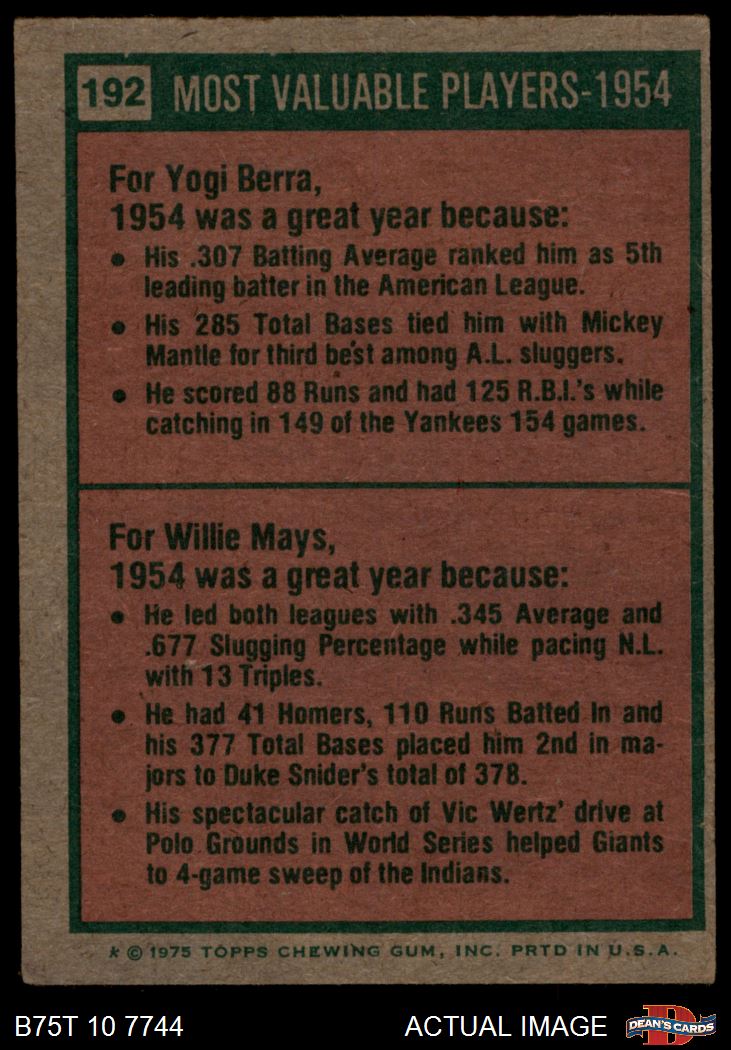 192 MOST VALUABLE PLAYERS-1954
For Yogi Berra,
1954 was a great year because:
• His .307 Batting Average ranked him as 5th
leading batter in the American League.
• His 285 Total Bases tied him with Mickey
Mantle for third best among A.L. sluggers.
• He scored 88 Runs and had 125 R.B.I.'s while
catching in 149 of the Yankees 154 games.
For Willie Mays,
1954 was a great year because:
• He led both leagues with .345 Average and
.677 Slugging Percentage while pacing N.L.
with 13 Triples.
• He had 41 Homers, 110 Runs Batted In and
his 377 Total Bases placed him 2nd in ma-
jors to Duke Snider's total of 378.
• His spectacular catch of Vic Wertz' drive at
Polo Grounds in World Series helped Giants
to 4-game sweep of the Indians.
* © 1975 TOPPS CHEWING GUM, INC. PRTD IN U.S.A.
B75T 10 7744 ACTUAL IMAGE DEAN'S CARDS